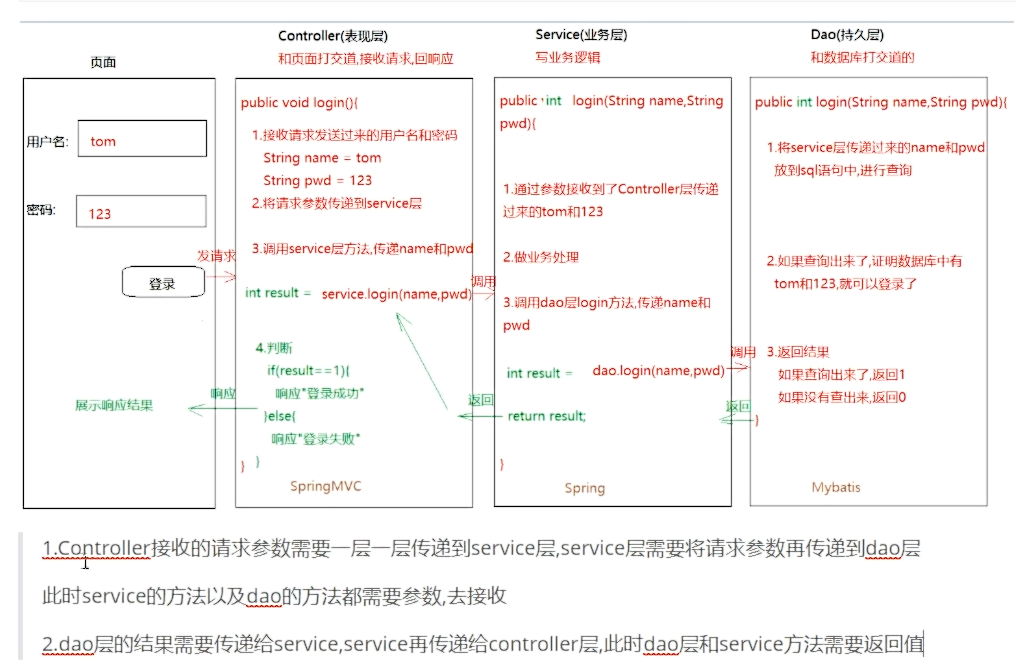 页面
用户名:
tom
密码:
123
登录
展示响应结果
发请求
响应
Controller(表现层)
和页面打交道,接收请求,回响应
public void login(){
1.接收请求发送过来的用户名和密码
String name = tom
String pwd = 123
2.将请求参数传递到service层
3.调用service层方法,传递name和pwd
int result = service.login(name,pwd)
4.判断
if(result==1){
响应"登录成功"
}else{
响应"登录失败"
}
}
SpringMVC
调用
返回
Service(业务层)
写业务逻辑
public int login(String name,String
pwd){
1.通过参数接收到了Controller层传递
过来的tom和123
2.做业务处理
3.调用dao层login方法,传递name和
pwd
int result = dao.login(name,pwd)
return result;
}
Spring
调用
返回
Dao(持久层)
和数据库打交道的
public int login(String name,String pwd){
1.将service层传递过来的name和pwd
放到sql语句中,进行查询
2.如果查询出来了,证明数据库中有
tom和123,就可以登录了
3.返回结果
如果查询出来了,返回1
如果没有查出来,返回0
}
Mybatis
1.Controller接收的请求参数需要一层一层传递到service层,service层需要将请求参数再传递到dao层
此时service的方法以及dao的方法都需要参数,去接收
2.dao层的结果需要传递给service,service再传递给controller层,此时dao层和service方法需要返回值